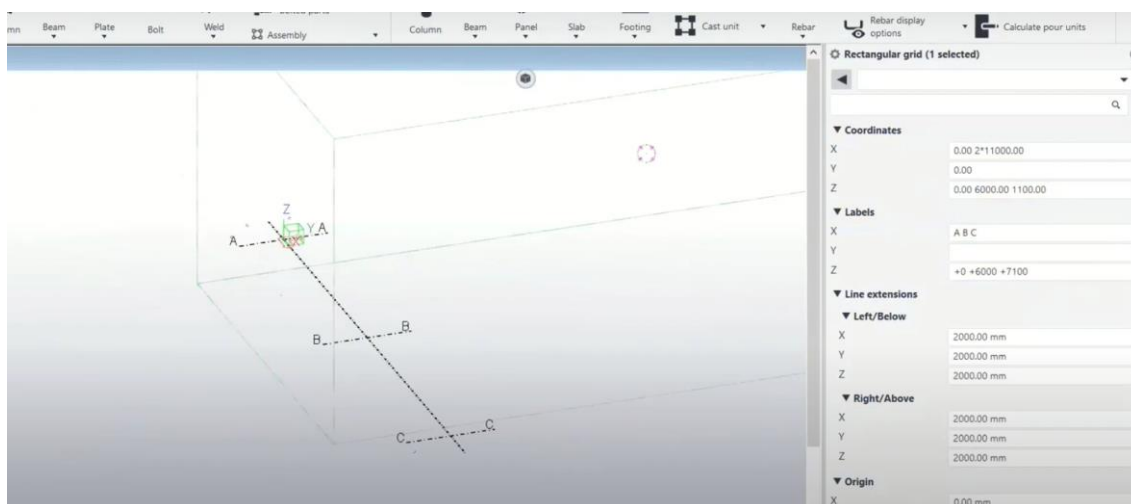 mn Beam Plate Bolt Weld Assembly Column Beam Panel Slab Footing Cast unit Rebar Rebar display options Calculate pour units
Rectangular grid (1 selected)
Coordinates
X 0.00 2*11000.00
Y 0.00
Z 0.00 6000.00 1100.00
Labels
X A B C
Y
Z +0 +6000 +7100
Line extensions
Left/Below
X 2000.00 mm
Y 2000.00 mm
Z 2000.00 mm
Right/Above
X 2000.00 mm
Y 2000.00 mm
Z 2000.00 mm
Origin
X 0.00 mm
Z
A Y A
X
B B
C C